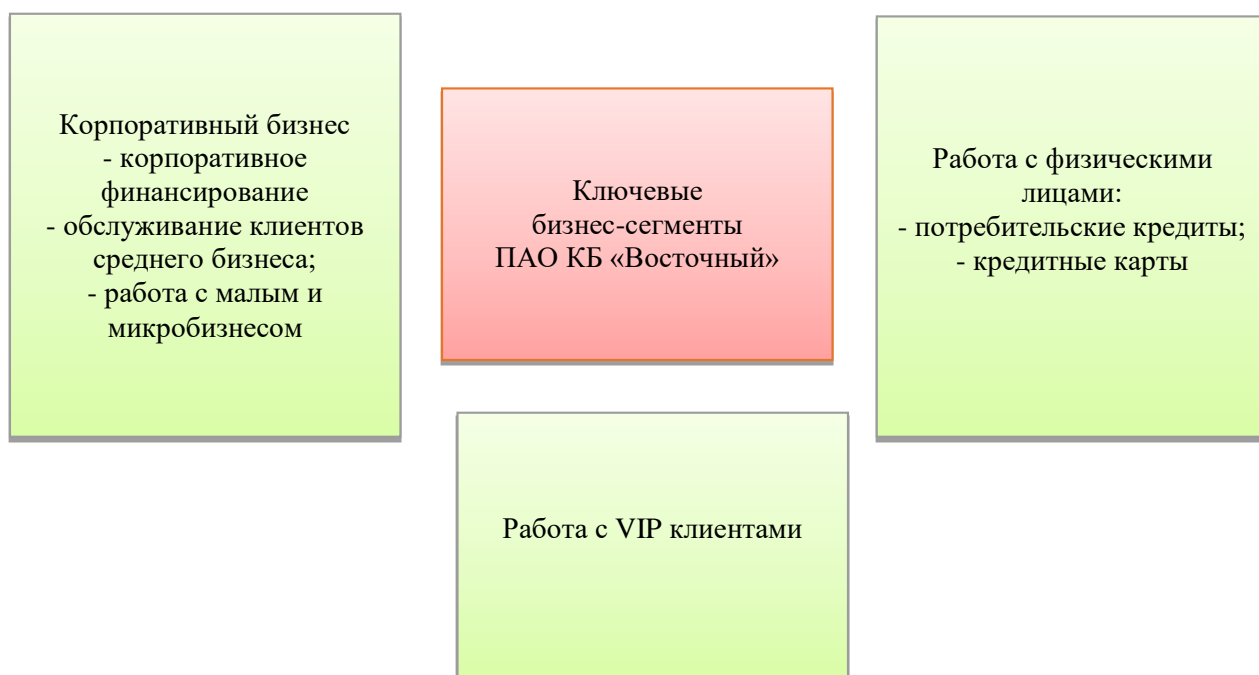 Корпоративный бизнес
- корпоративное
финансирование
- обслуживание клиентов
среднего бизнеса;
- работа с малым и
микробизнесом
Ключевые
бизнес-сегменты
ПАО КБ «Восточный»
Работа с физическими
лицами:
- потребительские кредиты;
- кредитные карты
Работа с VIP клиентами